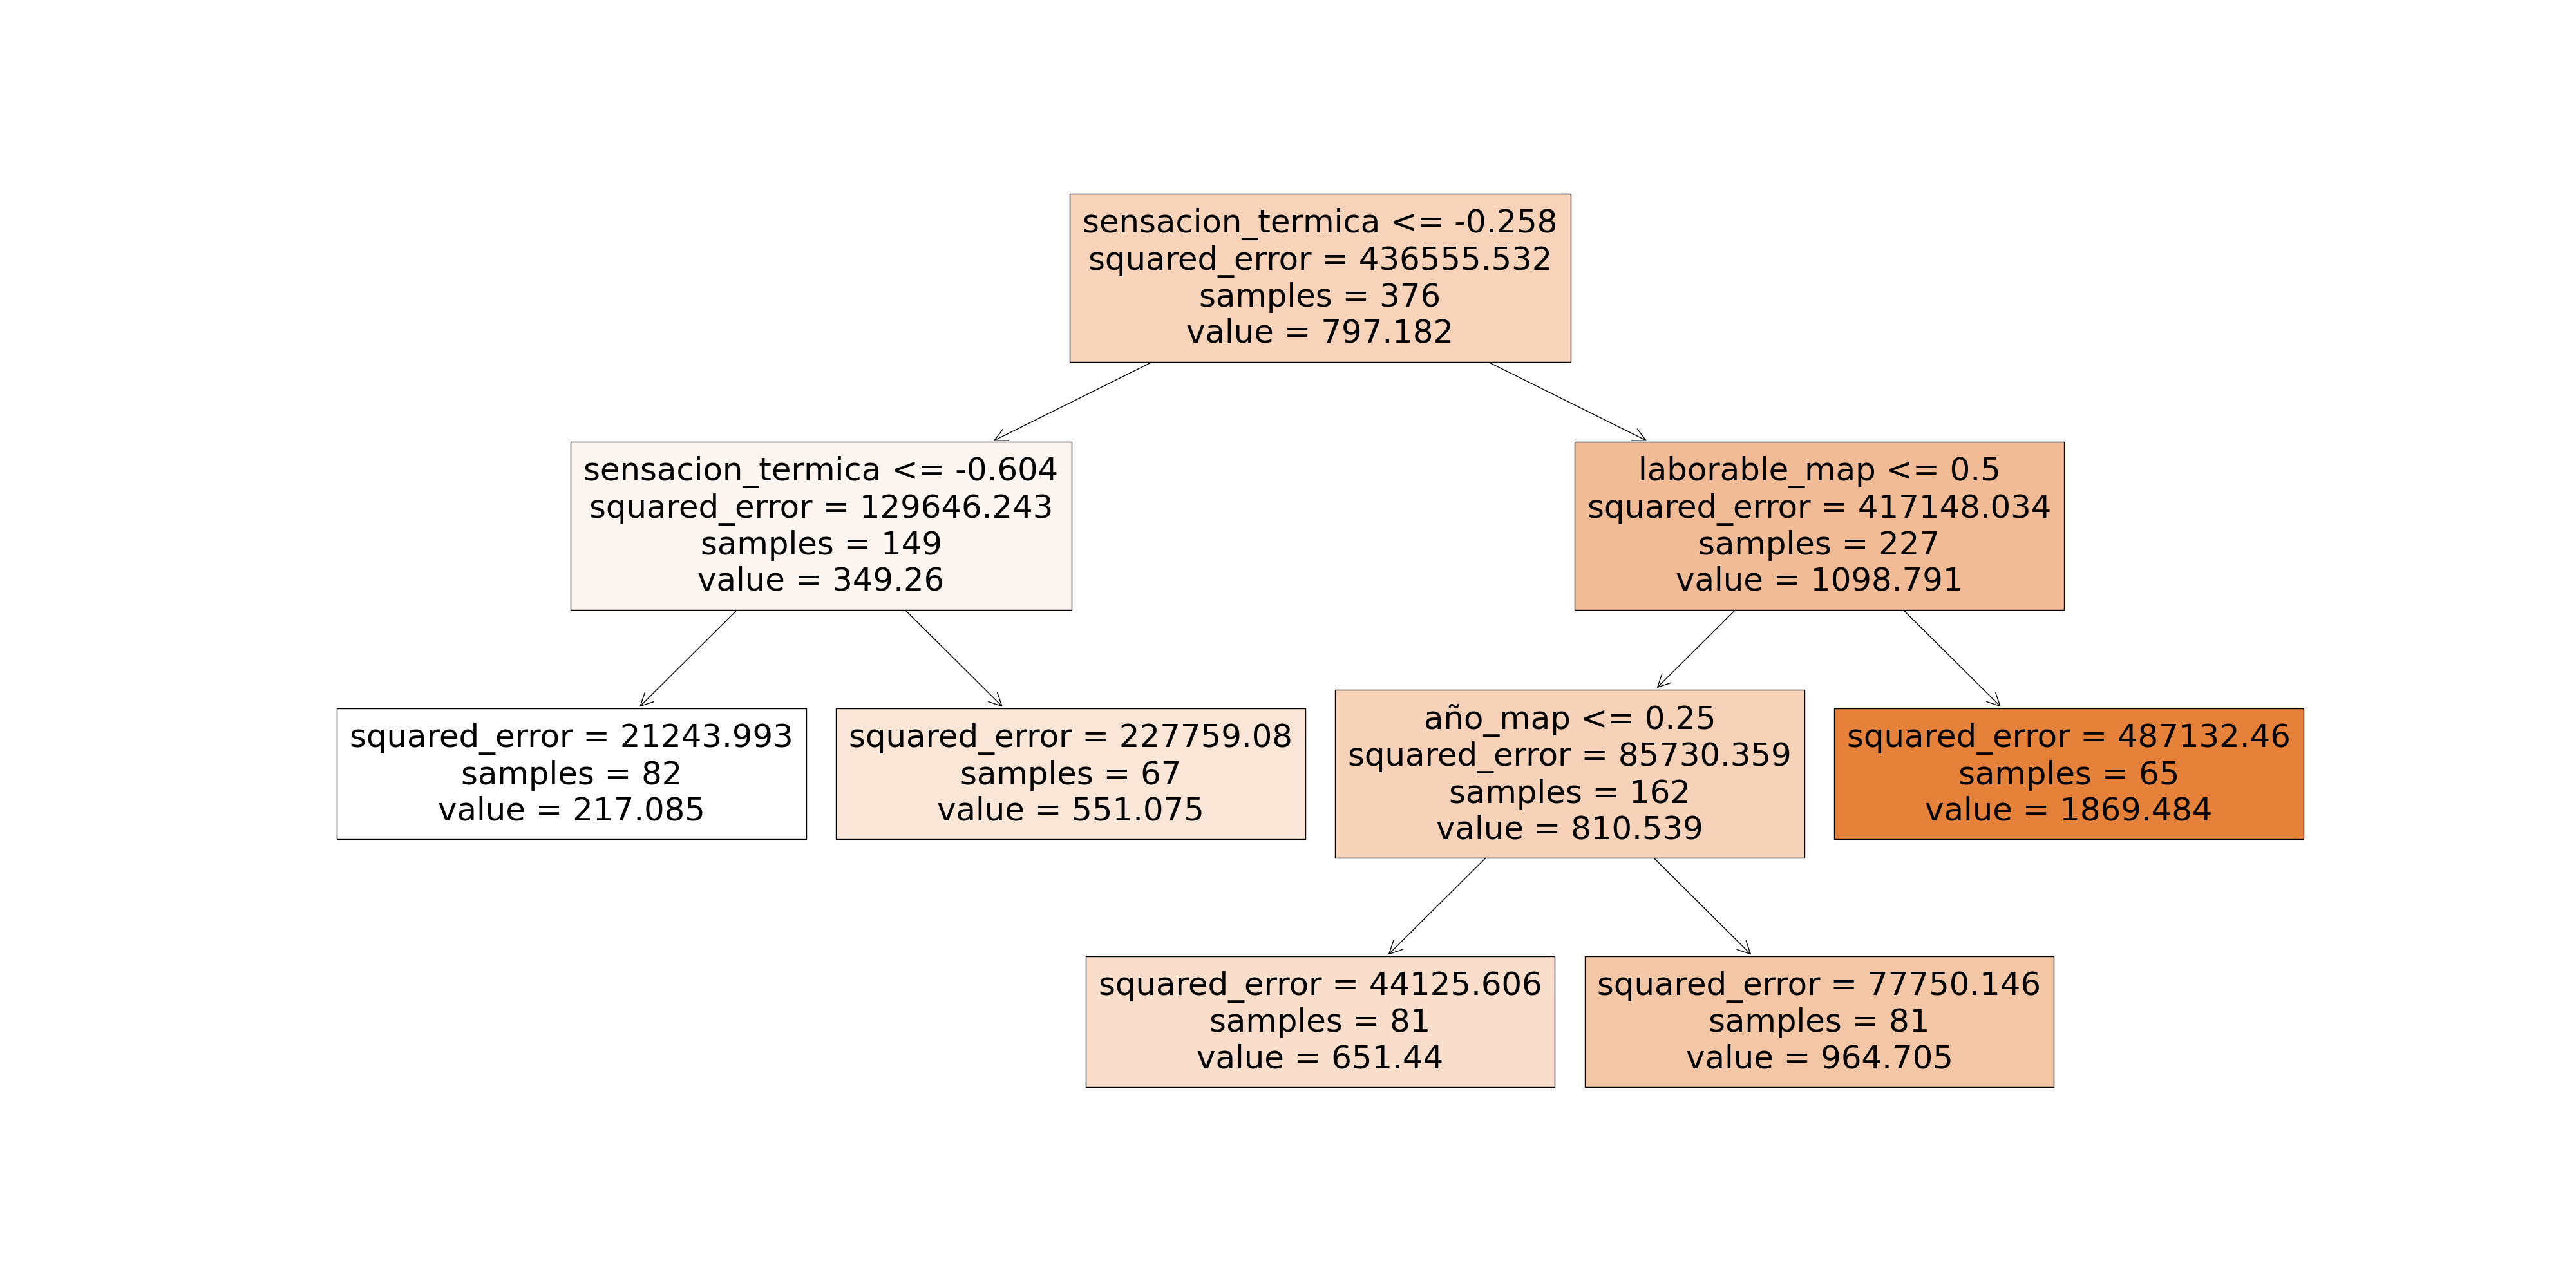 sensacion_termica <= -0.258
squared_error = 436555.532
samples = 376
value = 797.182
sensacion_termica <= -0.604
squared_error = 129646.243
samples = 149
value = 349.26
laborable_map <= 0.5
squared_error = 417148.034
samples = 227
value = 1098.791
squared_error = 21243.993
samples = 82
value = 217.085
squared_error = 227759.08
samples = 67
value = 551.075
año_map <= 0.25
squared_error = 85730.359
samples = 162
value = 810.539
squared_error = 487132.46
samples = 65
value = 1869.484
squared_error = 44125.606
samples = 81
value = 651.44
squared_error = 77750.146
samples = 81
value = 964.705